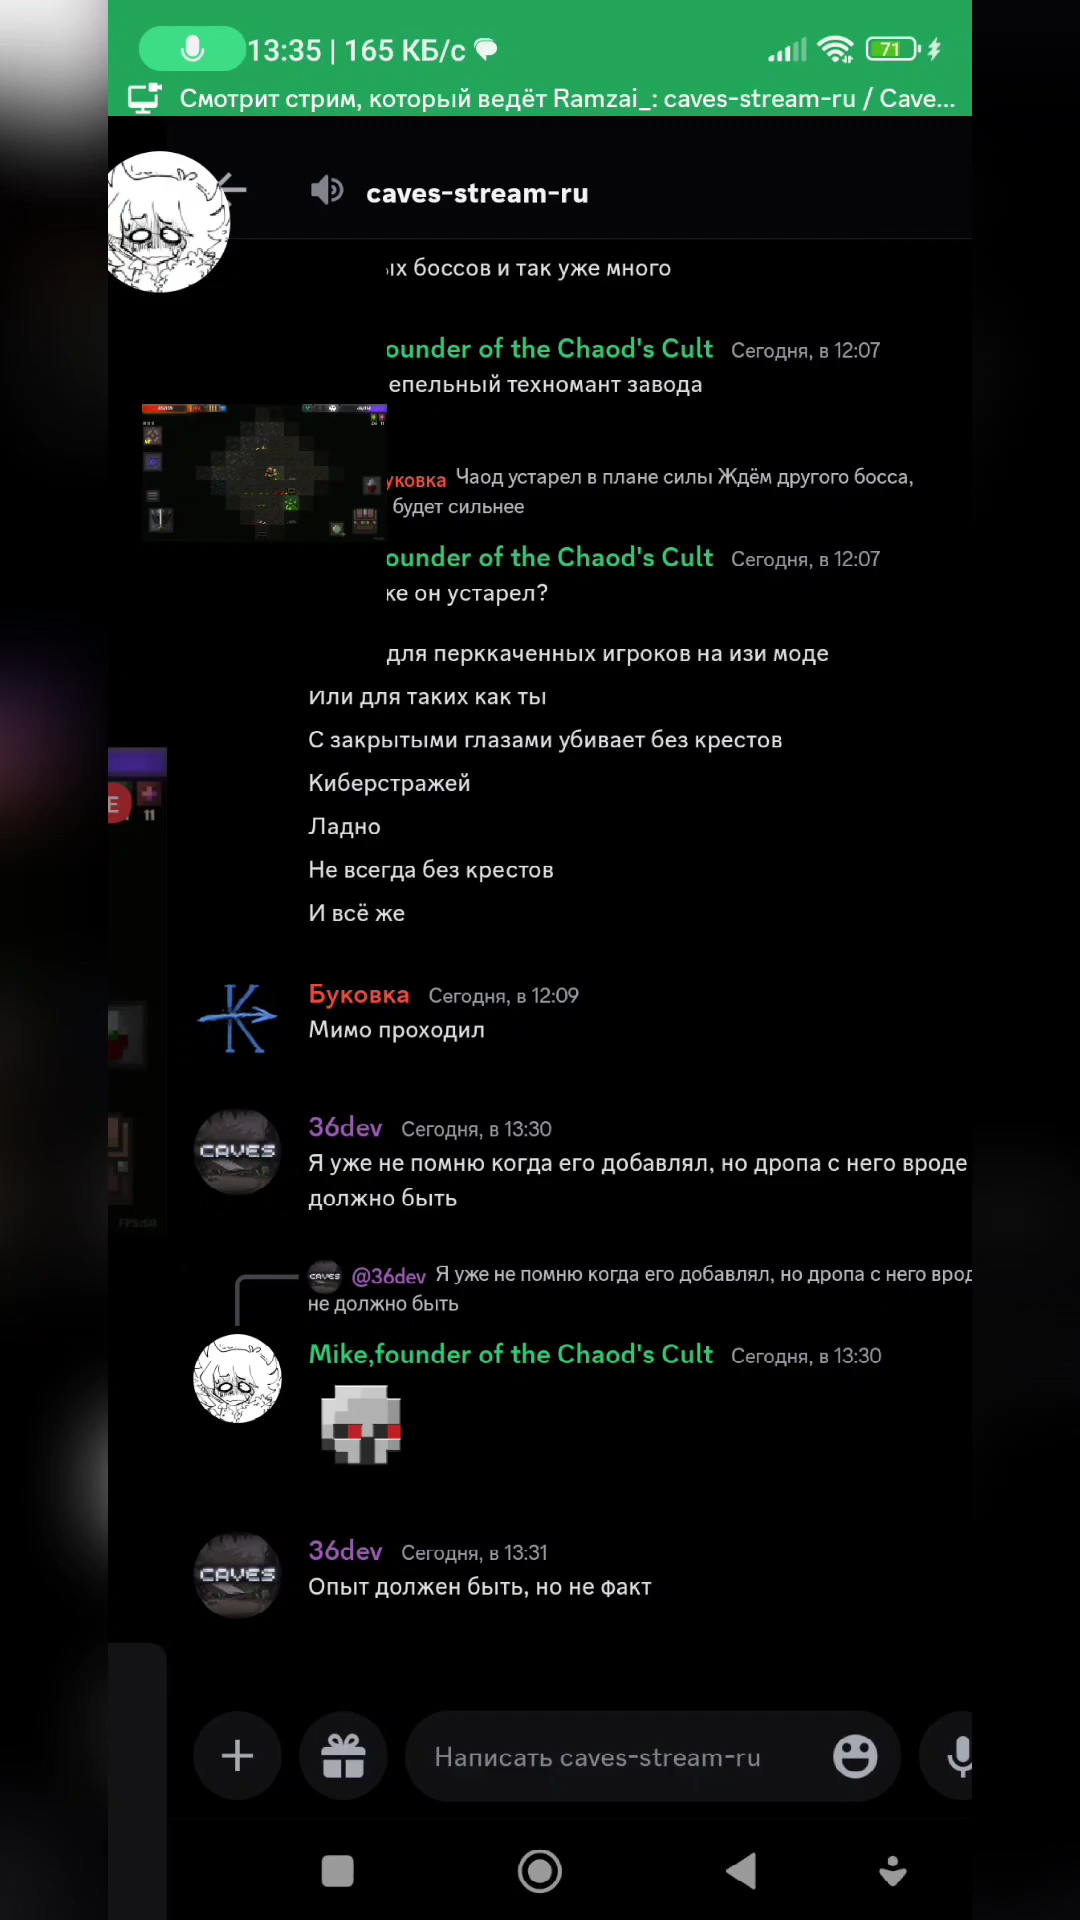 13:35 | 165 КБ/с
71
Смотрит стрим, который ведёт Ramzai_: caves-stream-ru / Cave...
caves-stream-ru
ых боссов и так уже много
ounder of the Chaod's Cult Сегодня, в 12:07
епельный техномант завода
уковка Чаод устарел в плане силы Ждём другого босса,
будет сильнее
ounder of the Chaod's Cult Сегодня, в 12:07
же он устарел?
для перккаченных игроков на изи моде
Или для таких как ты
С закрытыми глазами убивает без крестов
Киберстражей
E
11
Ладно
Не всегда без крестов
И всё же
Буковка Сегодня, в 12:09
Мимо проходил
36dev Сегодня, в 13:30
CAVES
Я уже не помню когда его добавлял, но дропа с него вроде
должно быть
FPS:60
CAVES @36dev Я уже не помню когда его добавлял, но дропа с него врод
не должно быть
Mike,founder of the Chaod's Cult Сегодня, в 13:30
36dev Сегодня, в 13:31
CAVES
Опыт должен быть, но не факт
Написать caves-stream-ru